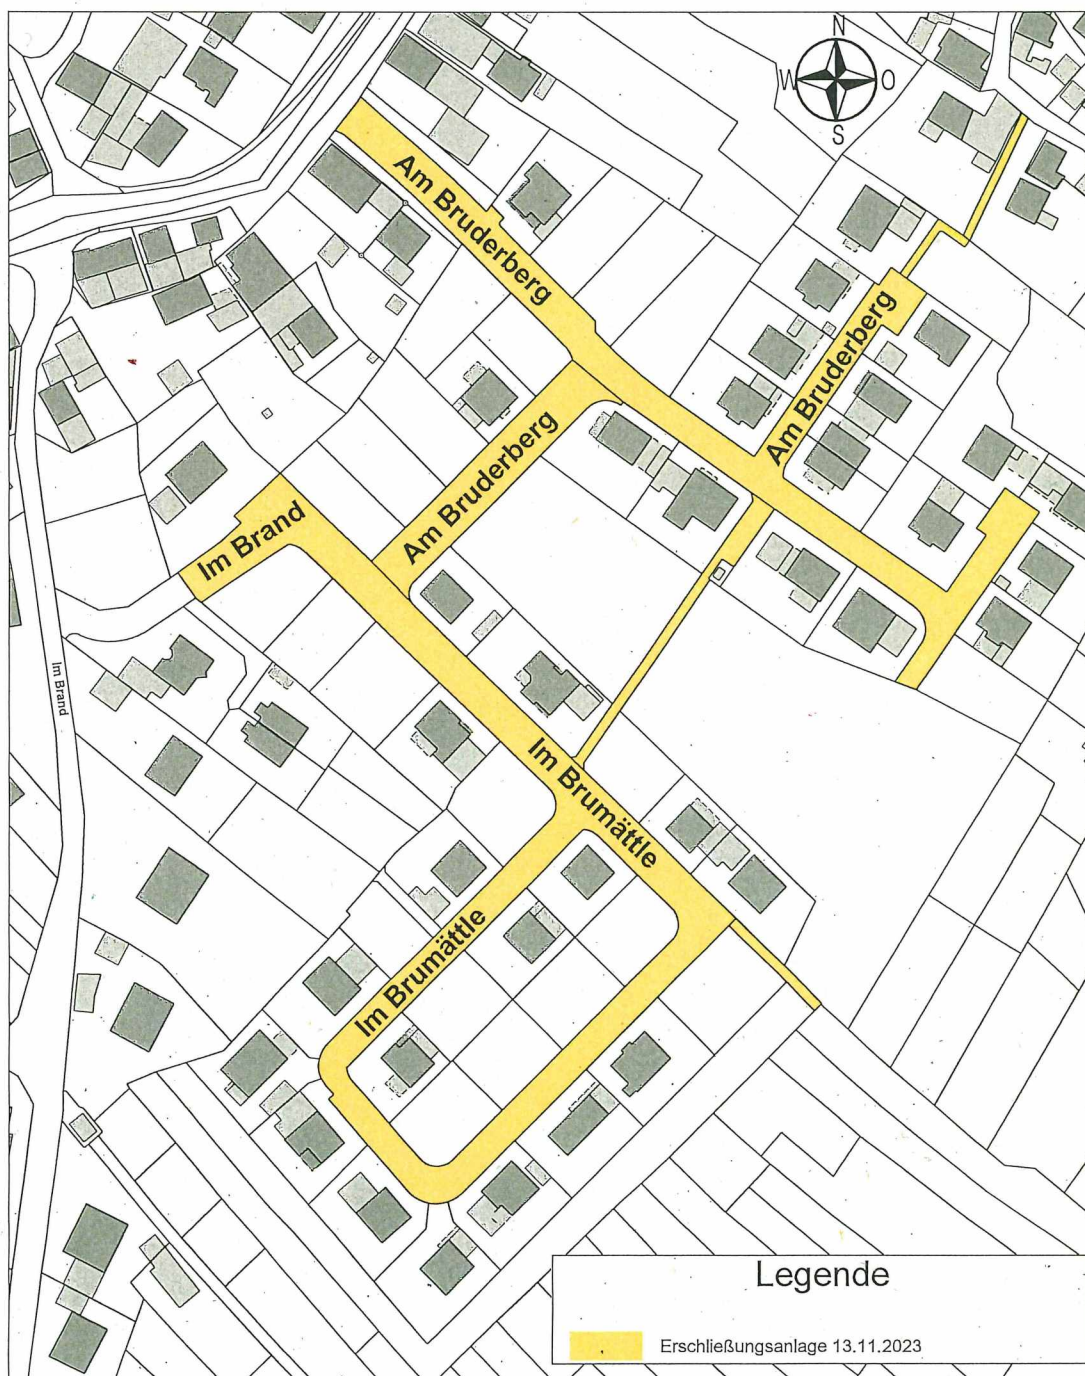 N
W O
S
Am Bruderberg
Am Bruderberg
Am Bruderberg
Im Brand
Im Brand
Im Brumättle
Im Brumättle
Legende
Erschließungsanlage 13.11.2023